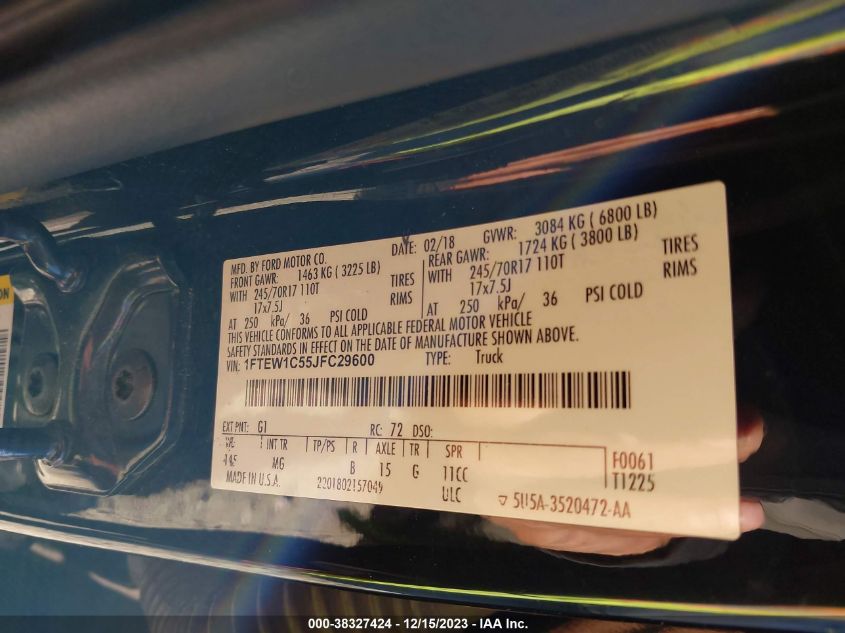 MFD. BY FORD MOTOR CO.
DATE: 02/18 GVWR: 3084 KG ( 6800 LB)
FRONT GAWR: 1463 KG ( 3225 LB)
REAR GAWR: 1724 KG ( 3800 LB)
WITH 245/70R17 110T TIRES
WITH 245/70R17 110T TIRES
17x7.5J RIMS
17x7.5J RIMS
AT 250 kPa/ 36 PSI COLD
AT 250 kPa/ 36 PSI COLD
THIS VEHICLE CONFORMS TO ALL APPLICABLE FEDERAL MOTOR VEHICLE
SAFETY STANDARDS IN EFFECT ON THE DATE OF MANUFACTURE SHOWN ABOVE.
VIN: 1FTEW1C55JFC29600 TYPE: Truck
EXT PNT: G1 RC: 72 DSO:
INT TR TP/PS R AXLE TR SPR
MG B 15 G 11CC
F0061
T1225
MADE IN U.S.A. 2201802157049 ULC
5U5A-3520472-AA
000-38327424 - 12/15/2023 - IAA Inc.